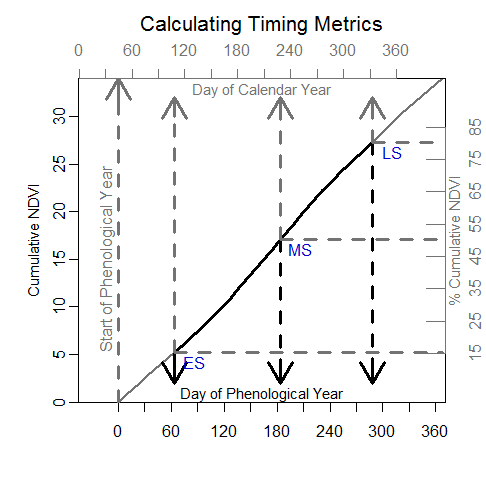 Calculating Timing Metrics
0 60 120 180 240 300 360
Day of Calendar Year
Cumulative NDVI
0 5 10 15 20 25 30
Start of Phenological Year
ES
MS
LS
% Cumulative NDVI
15 25 35 45 55 65 75 85
Day of Phenological Year
0 60 120 180 240 300 360